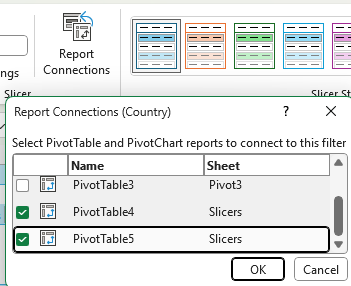 Report
Connections
ngs
Slicer
Slicer St
Report Connections (Country)
? ×
Select PivotTable and PivotChart reports to connect to this filter
Name Sheet
PivotTable3 Pivot3
PivotTable4 Slicers
PivotTable5 Slicers
OK Cancel